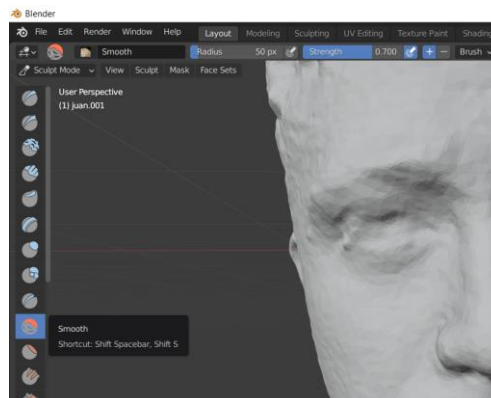 Blender
File Edit Render Window Help Layout Modeling Sculpting UV Editing Texture Paint Shading
Smooth Radius 50 px Strength 0.700 + − Brush
Sculpt Mode View Sculpt Mask Face Sets
User Perspective
(1) juan.001
Smooth
Shortcut: Shift Spacebar, Shift S